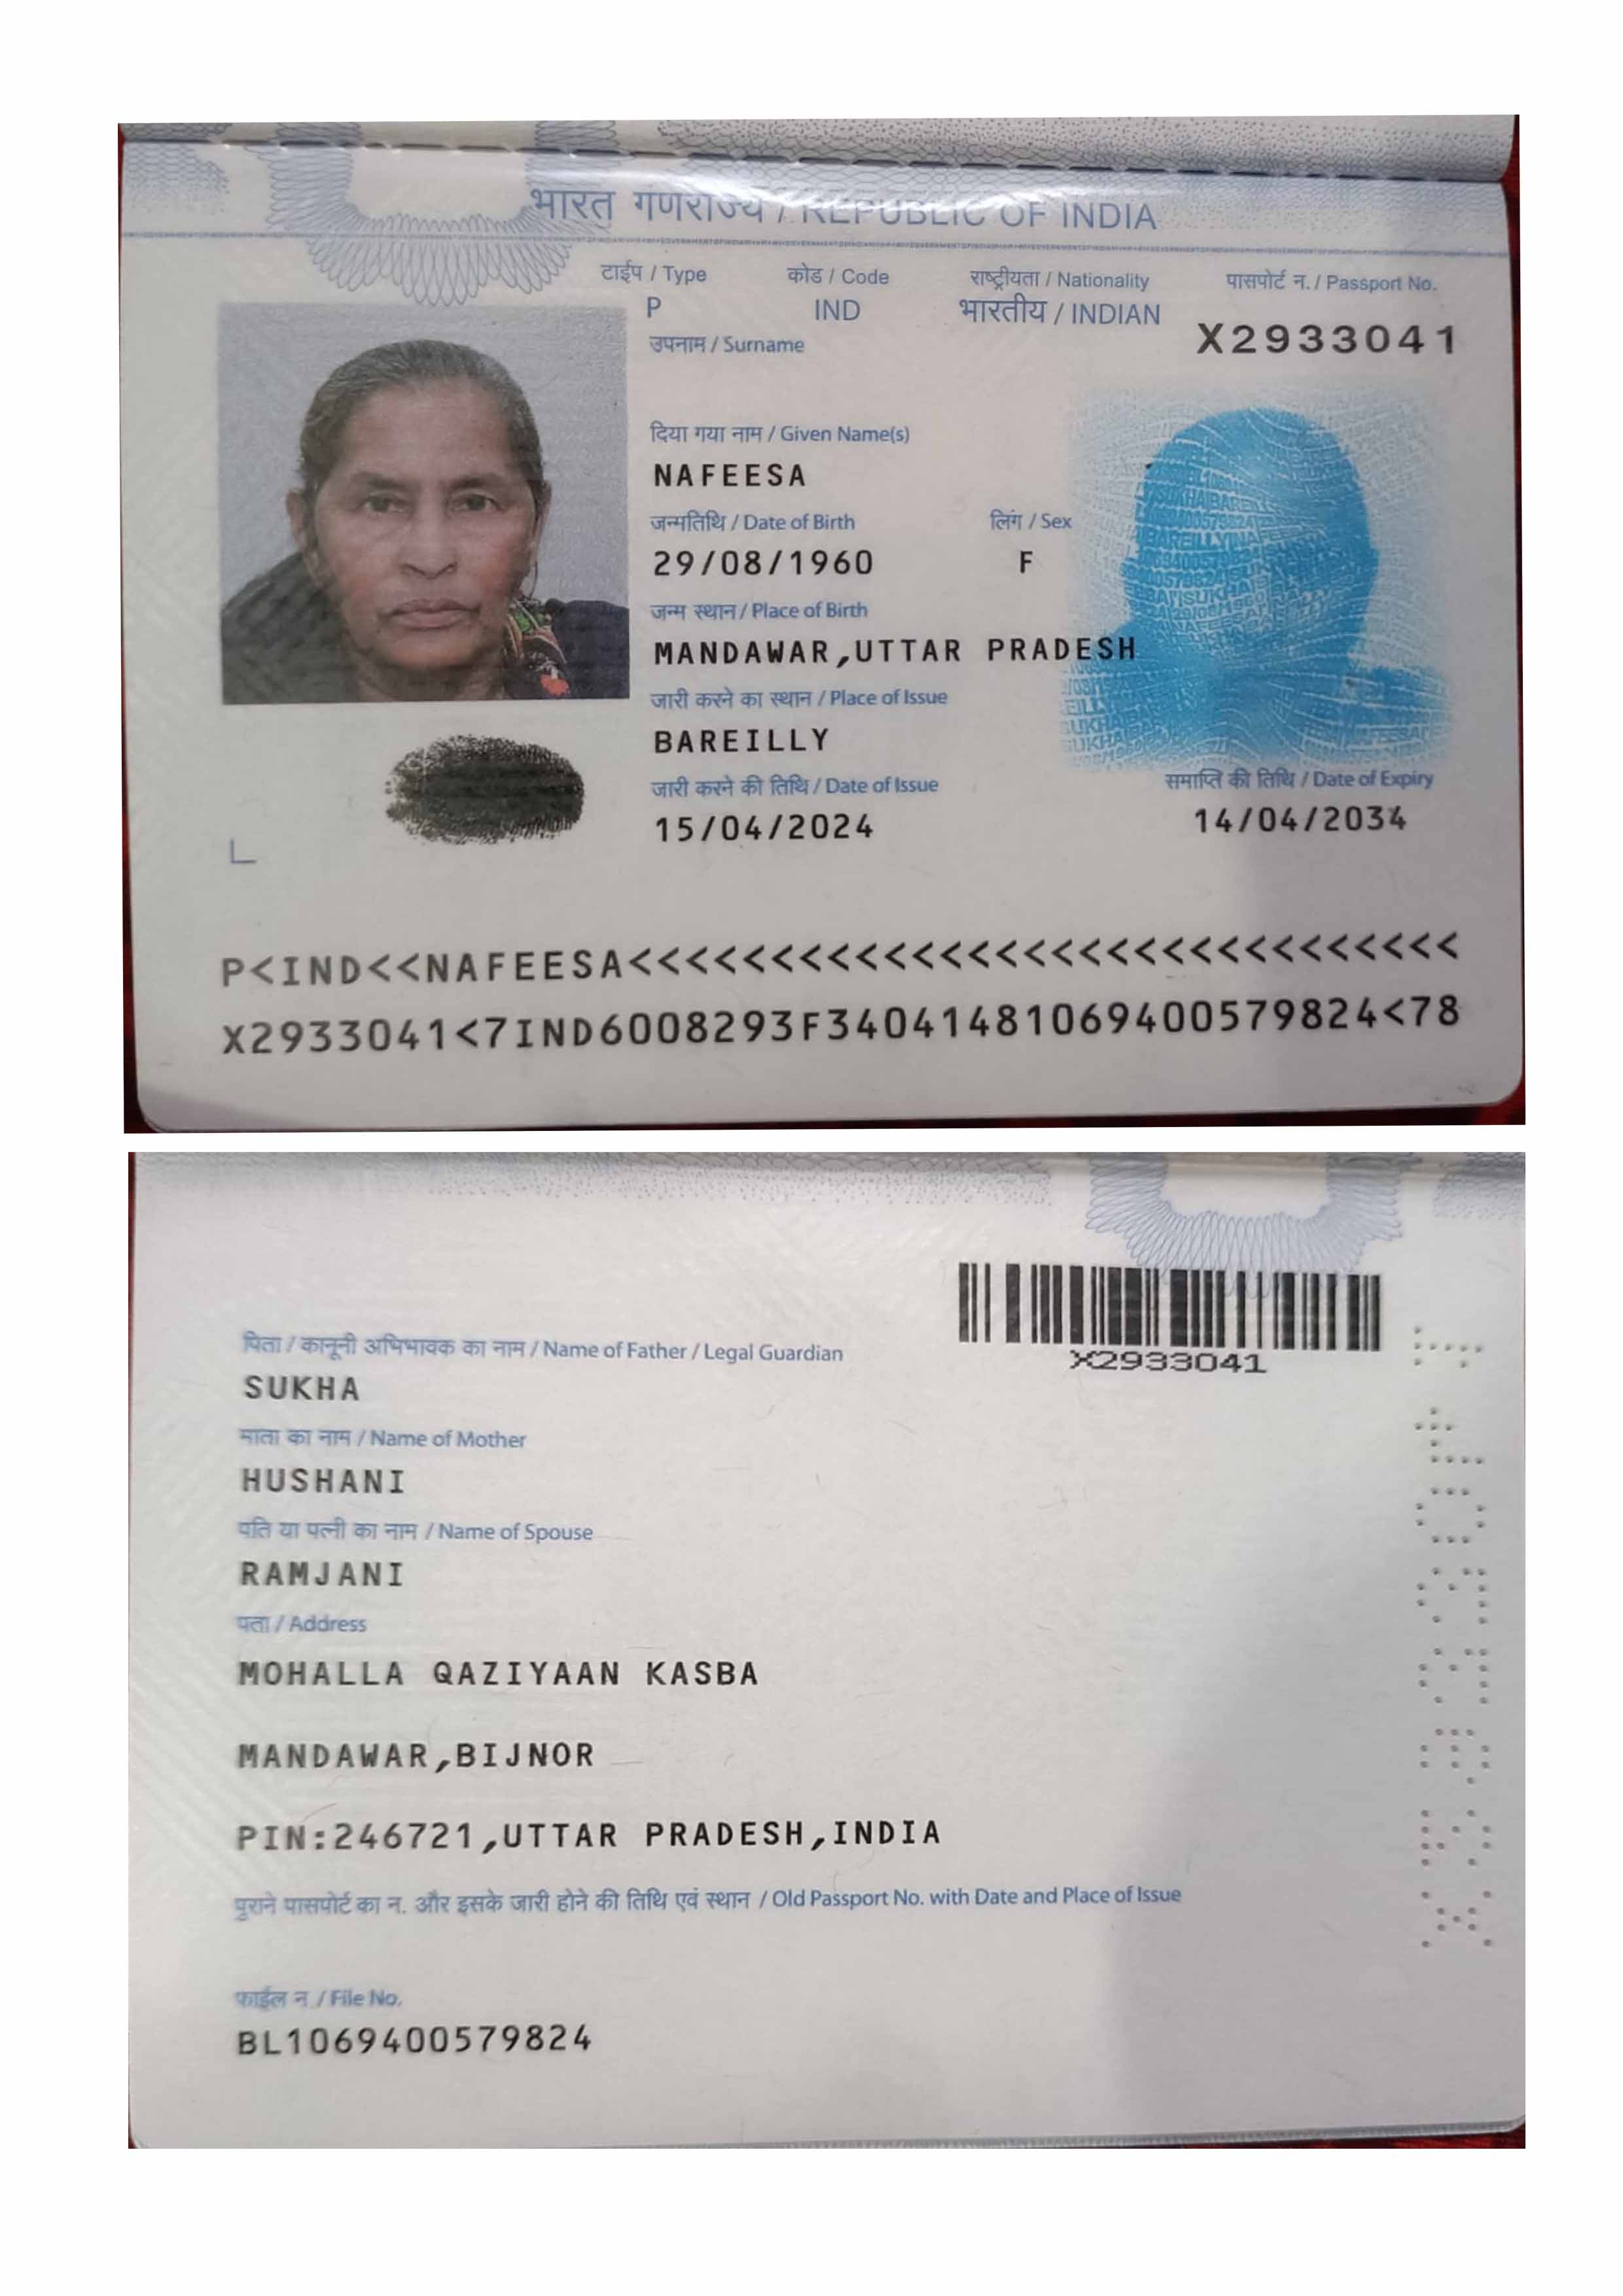 भारत गणराज्य / REPUBLIC OF INDIA
टाईप / Type कोड / Code राष्ट्रीयता / Nationality पासपोर्ट न. / Passport No.
P IND भारतीय / INDIAN X2933041
उपनाम / Surname
दिया गया नाम / Given Name(s)
NAFEESA
जन्मतिथि / Date of Birth लिंग / Sex
29/08/1960 F
जन्म स्थान / Place of Birth
MANDAWAR,UTTAR PRADESH
जारी करने का स्थान / Place of Issue
BAREILLY
जारी करने की तिथि / Date of Issue समाप्ति की तिथि / Date of Expiry
15/04/2024 14/04/2034
P<IND<<NAFEESA<<<<<<<<<<<<<<<<<<<<<<<<<<<<<<
X2933041<7IND6008293F34041481069400579824<78
X2933041
पिता / कानूनी अभिभावक का नाम / Name of Father / Legal Guardian
SUKHA
माता का नाम / Name of Mother
HUSHANI
पति या पत्नी का नाम / Name of Spouse
RAMJANI
पता / Address
MOHALLA QAZIYAAN KASBA
MANDAWAR,BIJNOR
PIN:246721,UTTAR PRADESH,INDIA
पुराने पासपोर्ट का न. और इसके जारी होने की तिथि एवं स्थान / Old Passport No. with Date and Place of Issue
फाईल न. / File No.
BL1069400579824
X2933041